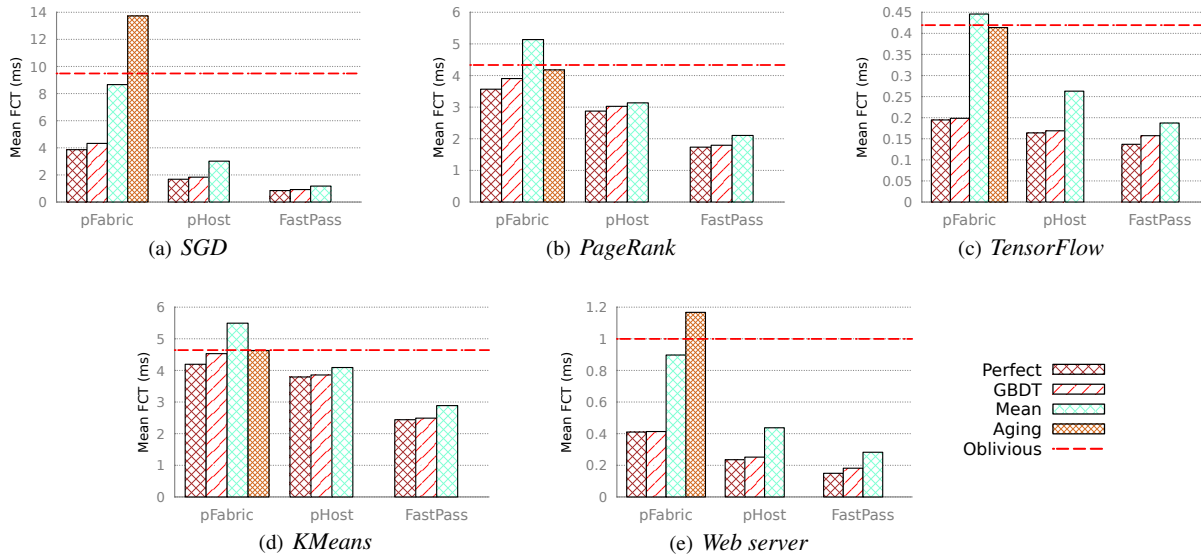 14
12
10
8
6
4
2
0
Mean FCT (ms)
pFabric
pHost
FastPass
(a) SGD
6
5
4
3
2
1
0
Mean FCT (ms)
pFabric
pHost
FastPass
(b) PageRank
0.45
0.4
0.35
0.3
0.25
0.2
0.15
0.1
0.05
0
Mean FCT (ms)
pFabric
pHost
FastPass
(c) TensorFlow
6
5
4
3
2
1
0
Mean FCT (ms)
pFabric
pHost
FastPass
(d) KMeans
1.2
1
0.8
0.6
0.4
0.2
0
Mean FCT (ms)
pFabric
pHost
FastPass
(e) Web server
Perfect
GBDT
Mean
Aging
Oblivious